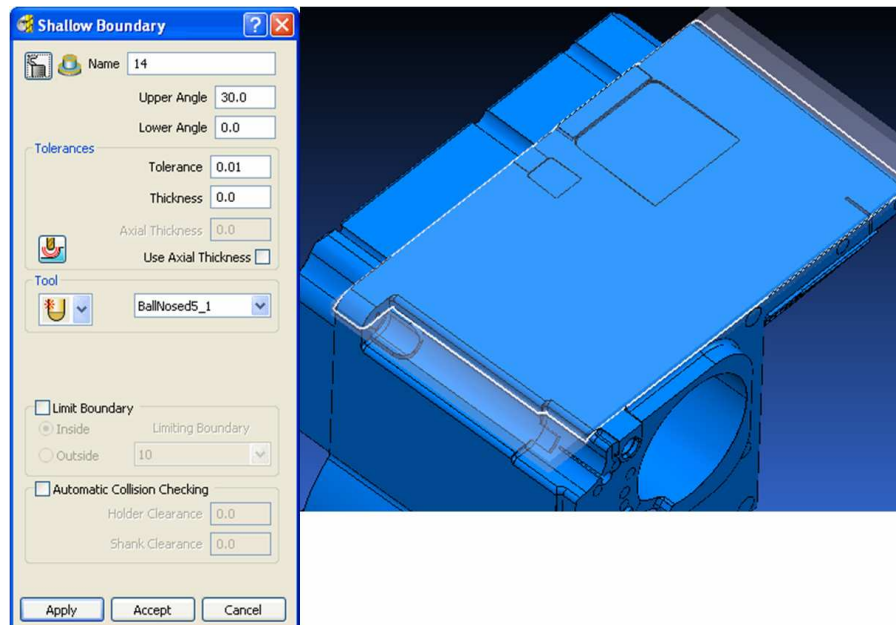 Shallow Boundary
Name 14
Upper Angle 30.0
Lower Angle 0.0
Tolerances
Tolerance 0.01
Thickness 0.0
Axial Thickness 0.0
Use Axial Thickness
Tool
BallNosed5_1
Limit Boundary
Inside Limiting Boundary
Outside 10
Automatic Collision Checking
Holder Clearance 0.0
Shank Clearance 0.0
Apply Accept Cancel